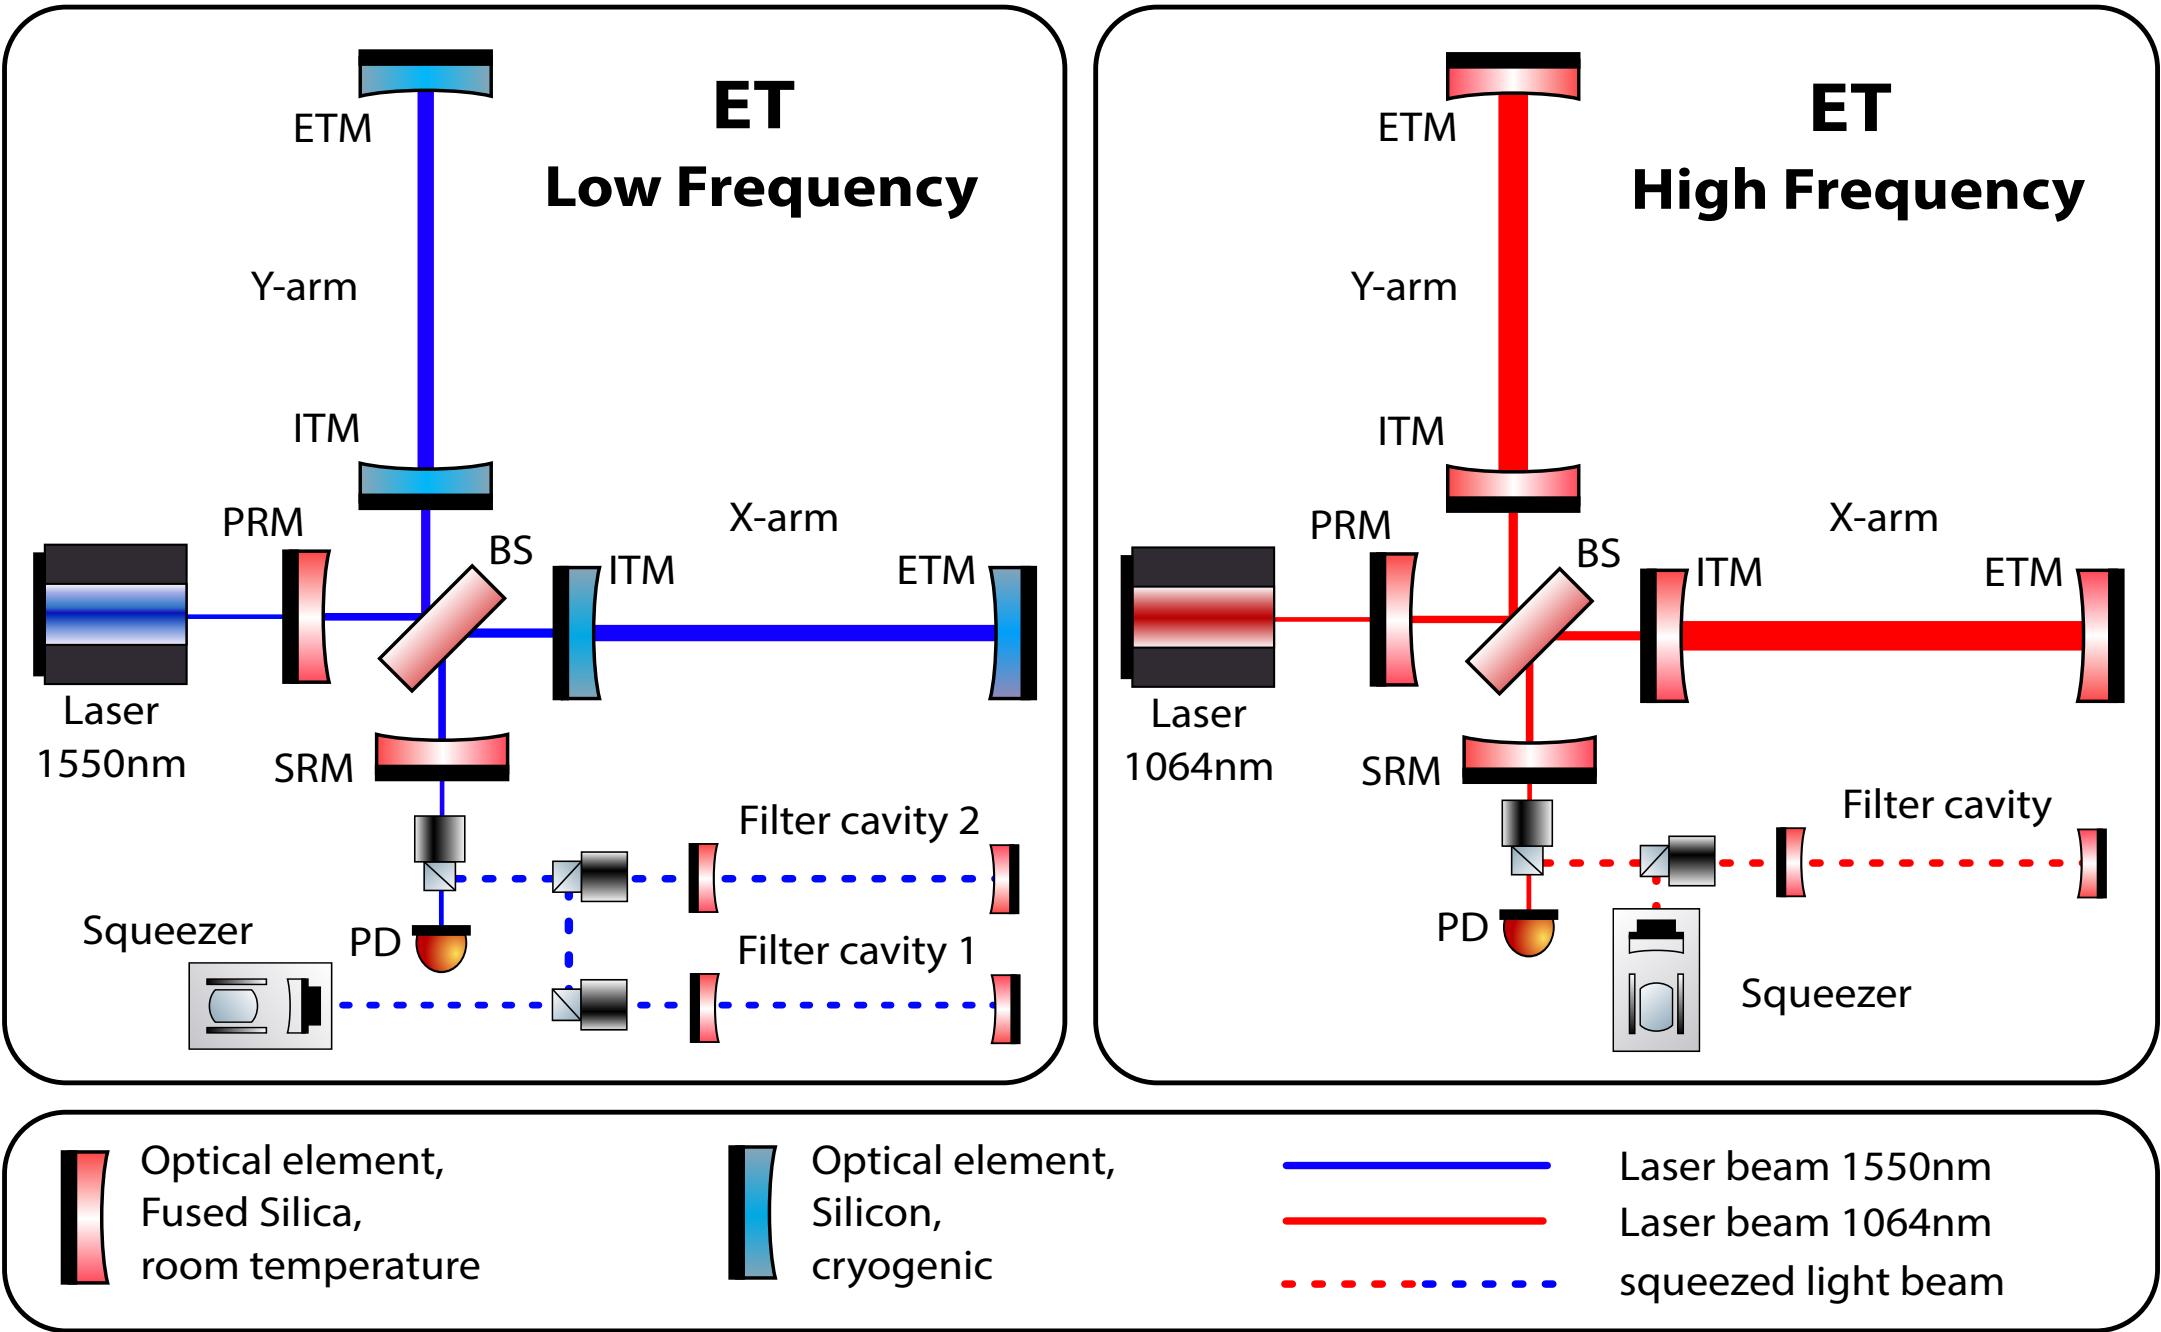 ET
Low Frequency
ETM
Y-arm
ITM
PRM
BS
X-arm
ITM
ETM
Laser
1550nm
SRM
Filter cavity 2
Squeezer
PD
Filter cavity 1
ET
High Frequency
ETM
Y-arm
ITM
PRM
BS
X-arm
ITM
ETM
Laser
1064nm
SRM
Filter cavity
PD
Squeezer
Optical element,
Fused Silica,
room temperature
Optical element,
Silicon,
cryogenic
Laser beam 1550nm
Laser beam 1064nm
squeezed light beam